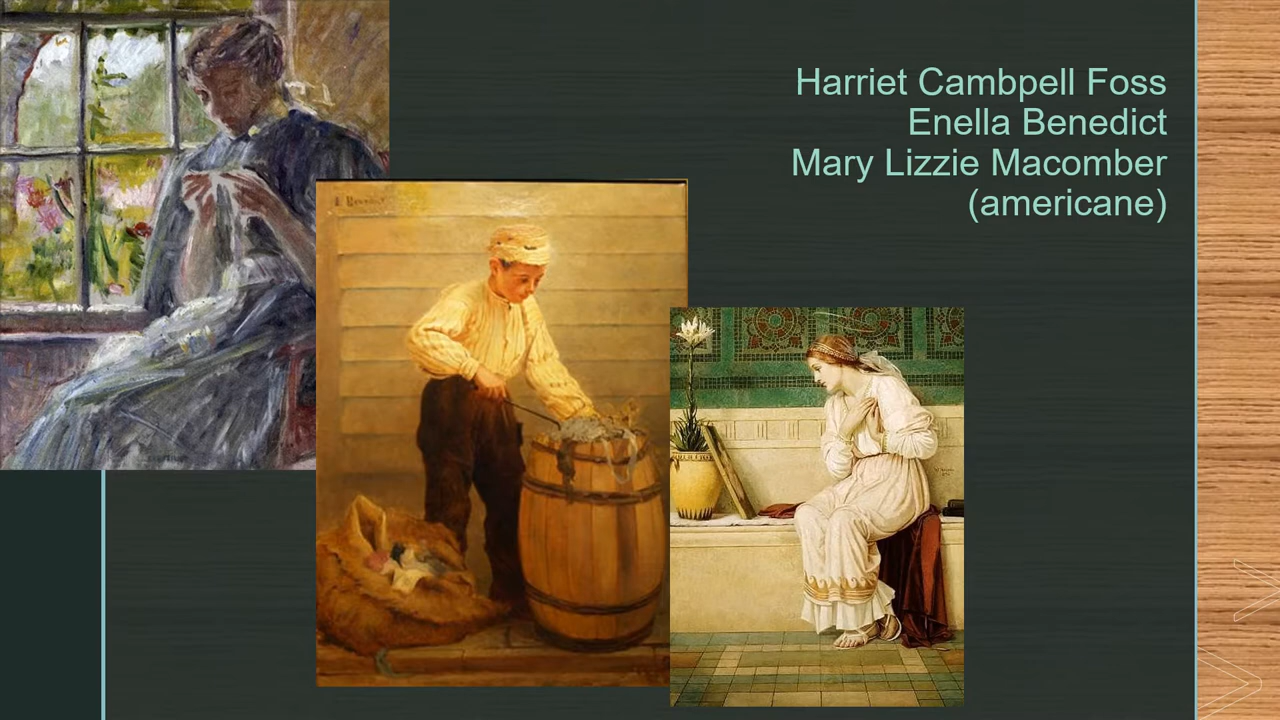 Harriet Cambpell Foss
Enella Benedict
Mary Lizzie Macomber
(americane)